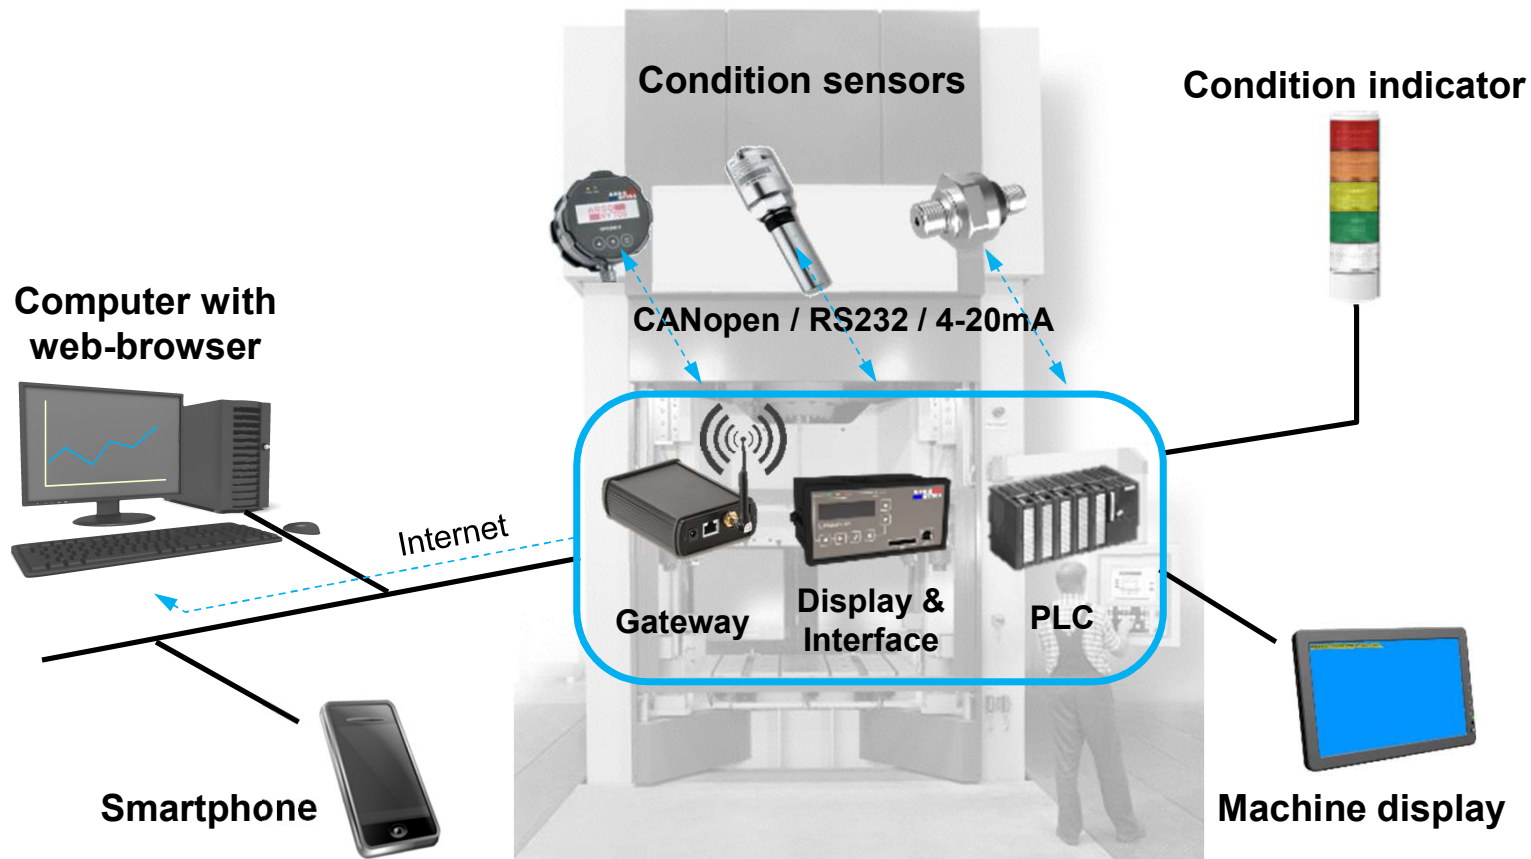 Condition sensors
Condition indicator
CANopen / RS232 / 4-20mA
Computer with
web-browser
Internet
Gateway
Display &
Interface
PLC
Smartphone
Machine display